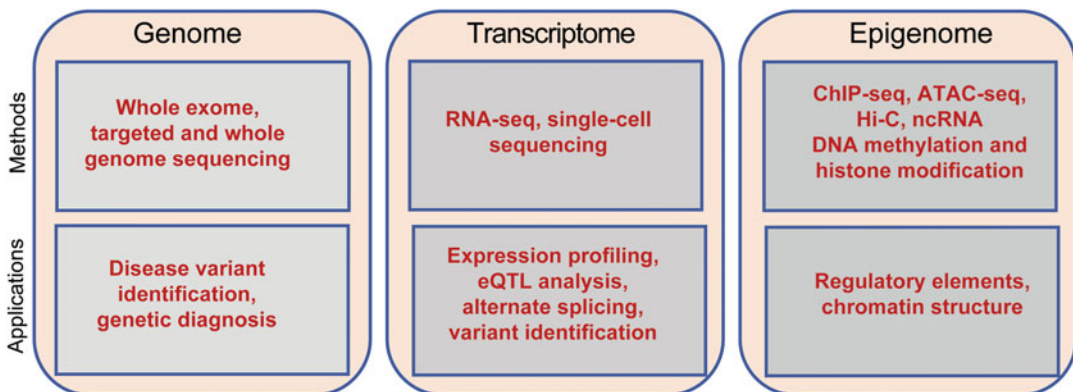 Genome
Transcriptome
Epigenome
Methods
Whole exome,
targeted and whole
genome sequencing
RNA-seq, single-cell
sequencing
ChIP-seq, ATAC-seq,
Hi-C, ncRNA
DNA methylation and
histone modification
Applications
Disease variant
identification,
genetic diagnosis
Expression profiling,
eQTL analysis,
alternate splicing,
variant identification
Regulatory elements,
chromatin structure